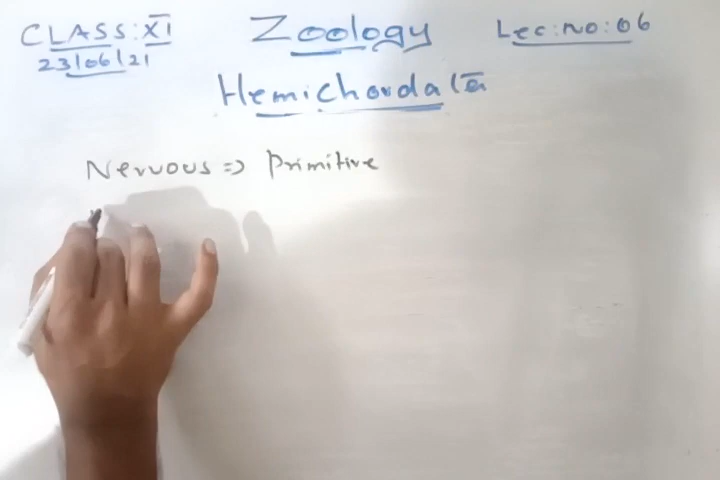 CLASS: XI Zoology Lec: No: 06
23/06/21
Hemichordata
Nervous => Primitive